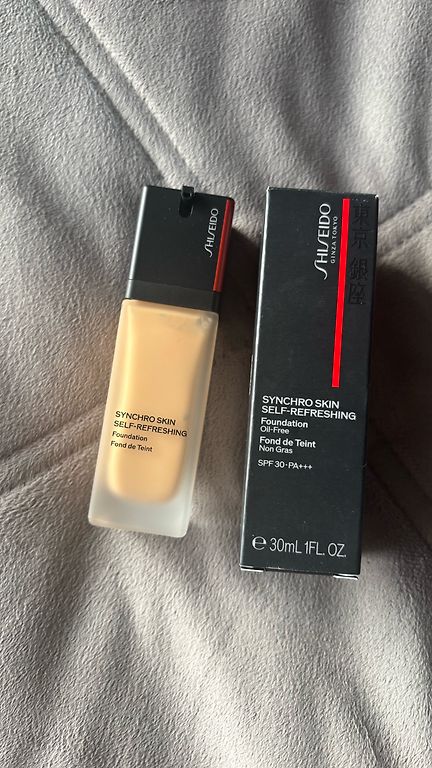 SHISEIDO
SYNCHRO SKIN
SELF-REFRESHING
Foundation
Fond de Teint
SHISEIDO
GINZA TOKYO
東京銀座
SYNCHRO SKIN
SELF-REFRESHING
Foundation
Oil-Free
Fond de Teint
Non Gras
SPF 30·PA+++
℮ 30mL 1FL. OZ.